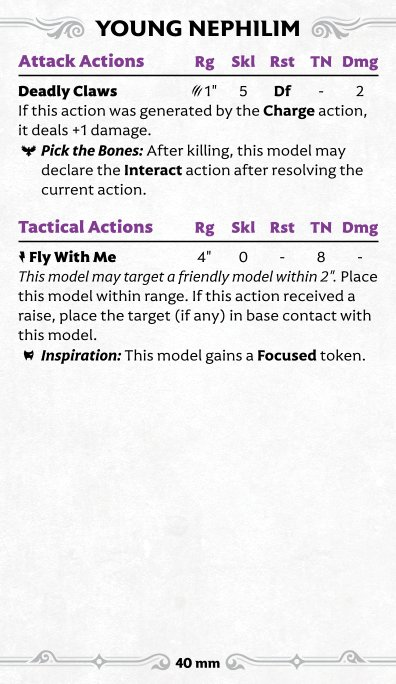 YOUNG NEPHILIM
Attack Actions Rg Skl Rst TN Dmg
Deadly Claws 1" 5 Df - 2
If this action was generated by the Charge action,
it deals +1 damage.
Pick the Bones: After killing, this model may
declare the Interact action after resolving the
current action.
Tactical Actions Rg Skl Rst TN Dmg
Fly With Me 4" 0 - 8 -
This model may target a friendly model within 2". Place
this model within range. If this action received a
raise, place the target (if any) in base contact with
this model.
Inspiration: This model gains a Focused token.
40 mm